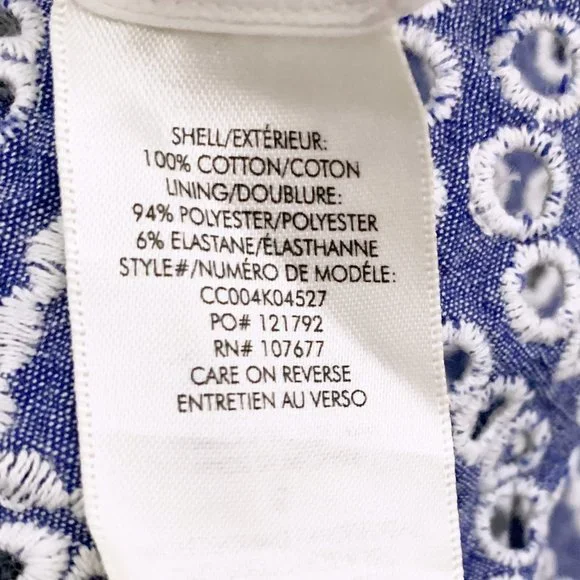 SHELL/EXTÉRIEUR:
100% COTTON/COTON
LINING/DOUBLURE:
94% POLYESTER/POLYESTER
6% ELASTANE/ÉLASTHANNE
STYLE#/NUMÉRO DE MODÉLE:
CC004K04527
PO# 121792
RN# 107677
CARE ON REVERSE
ENTRETIEN AU VERSO